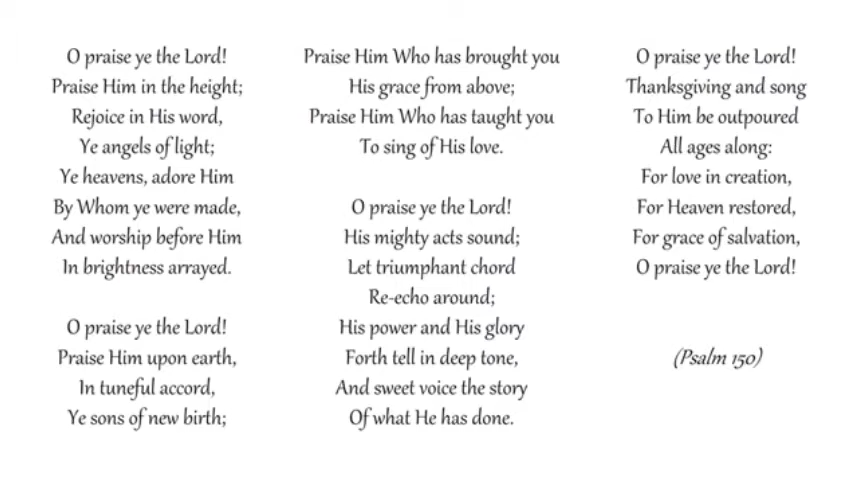 O praise ye the Lord!
Praise Him in the height;
Rejoice in His word,
Ye angels of light;
Ye heavens, adore Him
By Whom ye were made,
And worship before Him
In brightness arrayed.
O praise ye the Lord!
Praise Him upon earth,
In tuneful accord,
Ye sons of new birth;
Praise Him Who has brought you
His grace from above;
Praise Him Who has taught you
To sing of His love.
O praise ye the Lord!
His mighty acts sound;
Let triumphant chord
Re-echo around;
His power and His glory
Forth tell in deep tone,
And sweet voice the story
Of what He has done.
O praise ye the Lord!
Thanksgiving and song
To Him be outpoured
All ages along:
For love in creation,
For Heaven restored,
For grace of salvation,
O praise ye the Lord!
(Psalm 150)